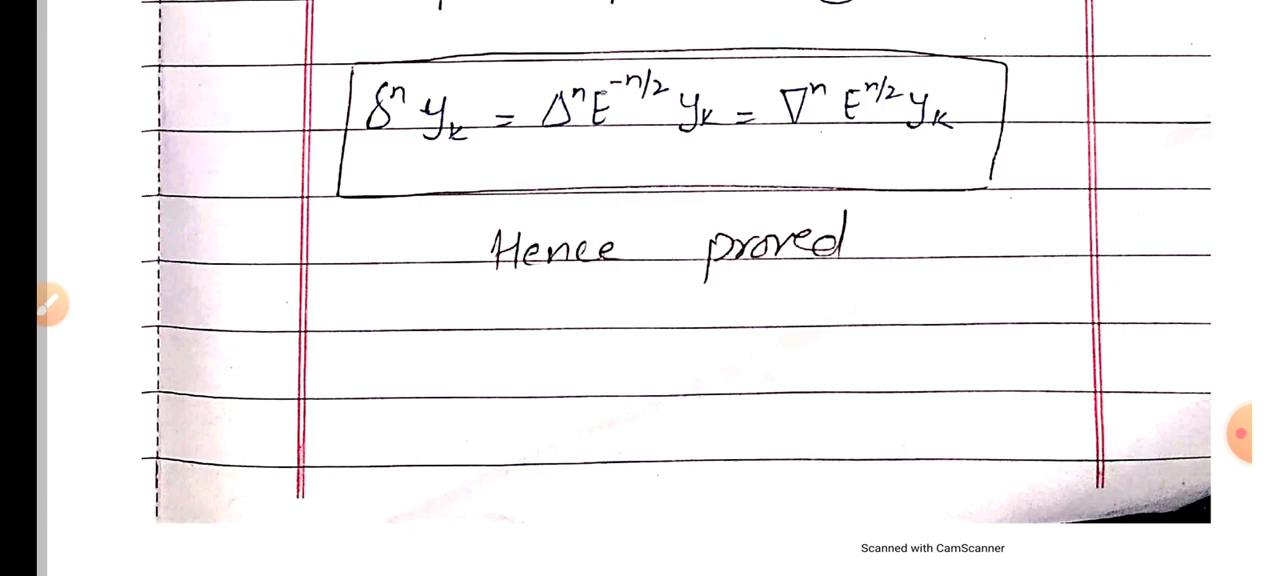 δⁿ yₖ = Δⁿ E^(-n/2) yₖ = ∇ⁿ E^(n/2) yₖ
Hence proved
Scanned with CamScanner